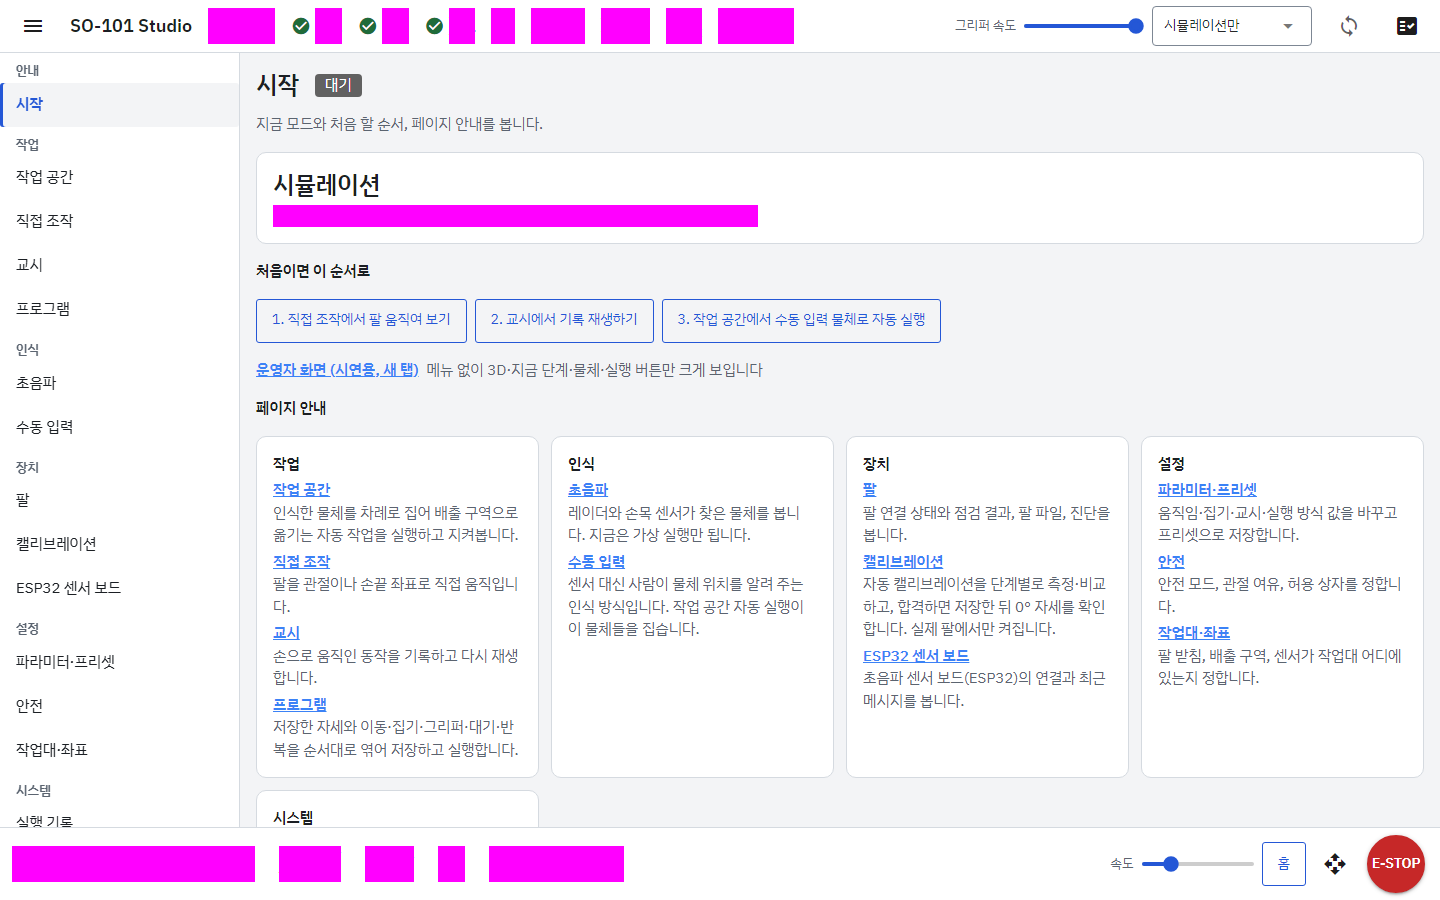 SO-101 Studio
그리퍼 속도
시뮬레이션만
안내
시작
작업
작업 공간
직접 조작
교시
프로그램
인식
초음파
수동 입력
장치
팔
캘리브레이션
ESP32 센서 보드
설정
파라미터·프리셋
안전
작업대·좌표
시스템
실행 기록
시작 대기
지금 모드와 처음 할 순서, 페이지 안내를 봅니다.
시뮬레이션
처음이면 이 순서로
1. 직접 조작에서 팔 움직여 보기
2. 교시에서 기록 재생하기
3. 작업 공간에서 수동 입력 물체로 자동 실행
운영자 화면 (시연용, 새 탭) 메뉴 없이 3D·지금 단계·물체·실행 버튼만 크게 보입니다
페이지 안내
작업
작업 공간
인식한 물체를 차례로 집어 배출 구역으로
옮기는 자동 작업을 실행하고 지켜봅니다.
직접 조작
팔을 관절이나 손끝 좌표로 직접 움직입니
다.
교시
손으로 움직인 동작을 기록하고 다시 재생
합니다.
프로그램
저장한 자세와 이동·집기·그리퍼·대기·반
복을 순서대로 엮어 저장하고 실행합니다.
인식
초음파
레이더와 손목 센서가 찾은 물체를 봅니
다. 지금은 가상 실행만 됩니다.
수동 입력
센서 대신 사람이 물체 위치를 알려 주는
인식 방식입니다. 작업 공간 자동 실행이
이 물체들을 집습니다.
장치
팔
팔 연결 상태와 점검 결과, 팔 파일, 진단을
봅니다.
캘리브레이션
자동 캘리브레이션을 단계별로 측정·비교
하고, 합격하면 저장한 뒤 0° 자세를 확인
합니다. 실제 팔에서만 켜집니다.
ESP32 센서 보드
초음파 센서 보드(ESP32)의 연결과 최근
메시지를 봅니다.
설정
파라미터·프리셋
움직임·집기·교시·실행 방식 값을 바꾸고
프리셋으로 저장합니다.
안전
안전 모드, 관절 여유, 허용 상자를 정합니
다.
작업대·좌표
팔 받침, 배출 구역, 센서가 작업대 어디에
있는지 정합니다.
시스템
속도
홈
E-STOP